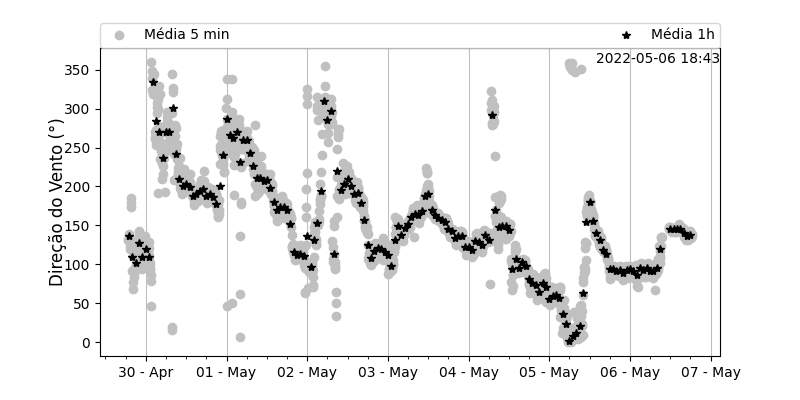 Média 5 min
Média 1h
2022-05-06 18:43
Direção do Vento (°)
350
300
250
200
150
100
50
0
30 - Apr
01 - May
02 - May
03 - May
04 - May
05 - May
06 - May
07 - May